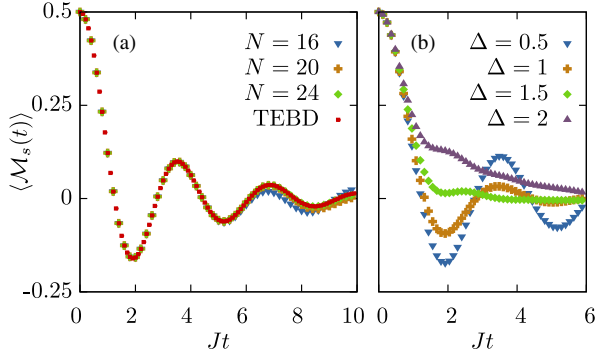 (a)
N = 16
N = 20
N = 24
TEBD
(b)
Δ = 0.5
Δ = 1
Δ = 1.5
Δ = 2
⟨ℳₛ(t)⟩
0.5
0.25
0
-0.25
0 2 4 6 8 10
0 2 4 6
Jt
Jt